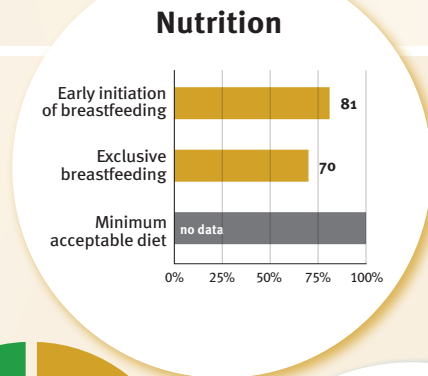 Nutrition
Early initiation
of breastfeeding
81
Exclusive
breastfeeding
70
Minimum
acceptable diet
no data
0% 25% 50% 75% 100%